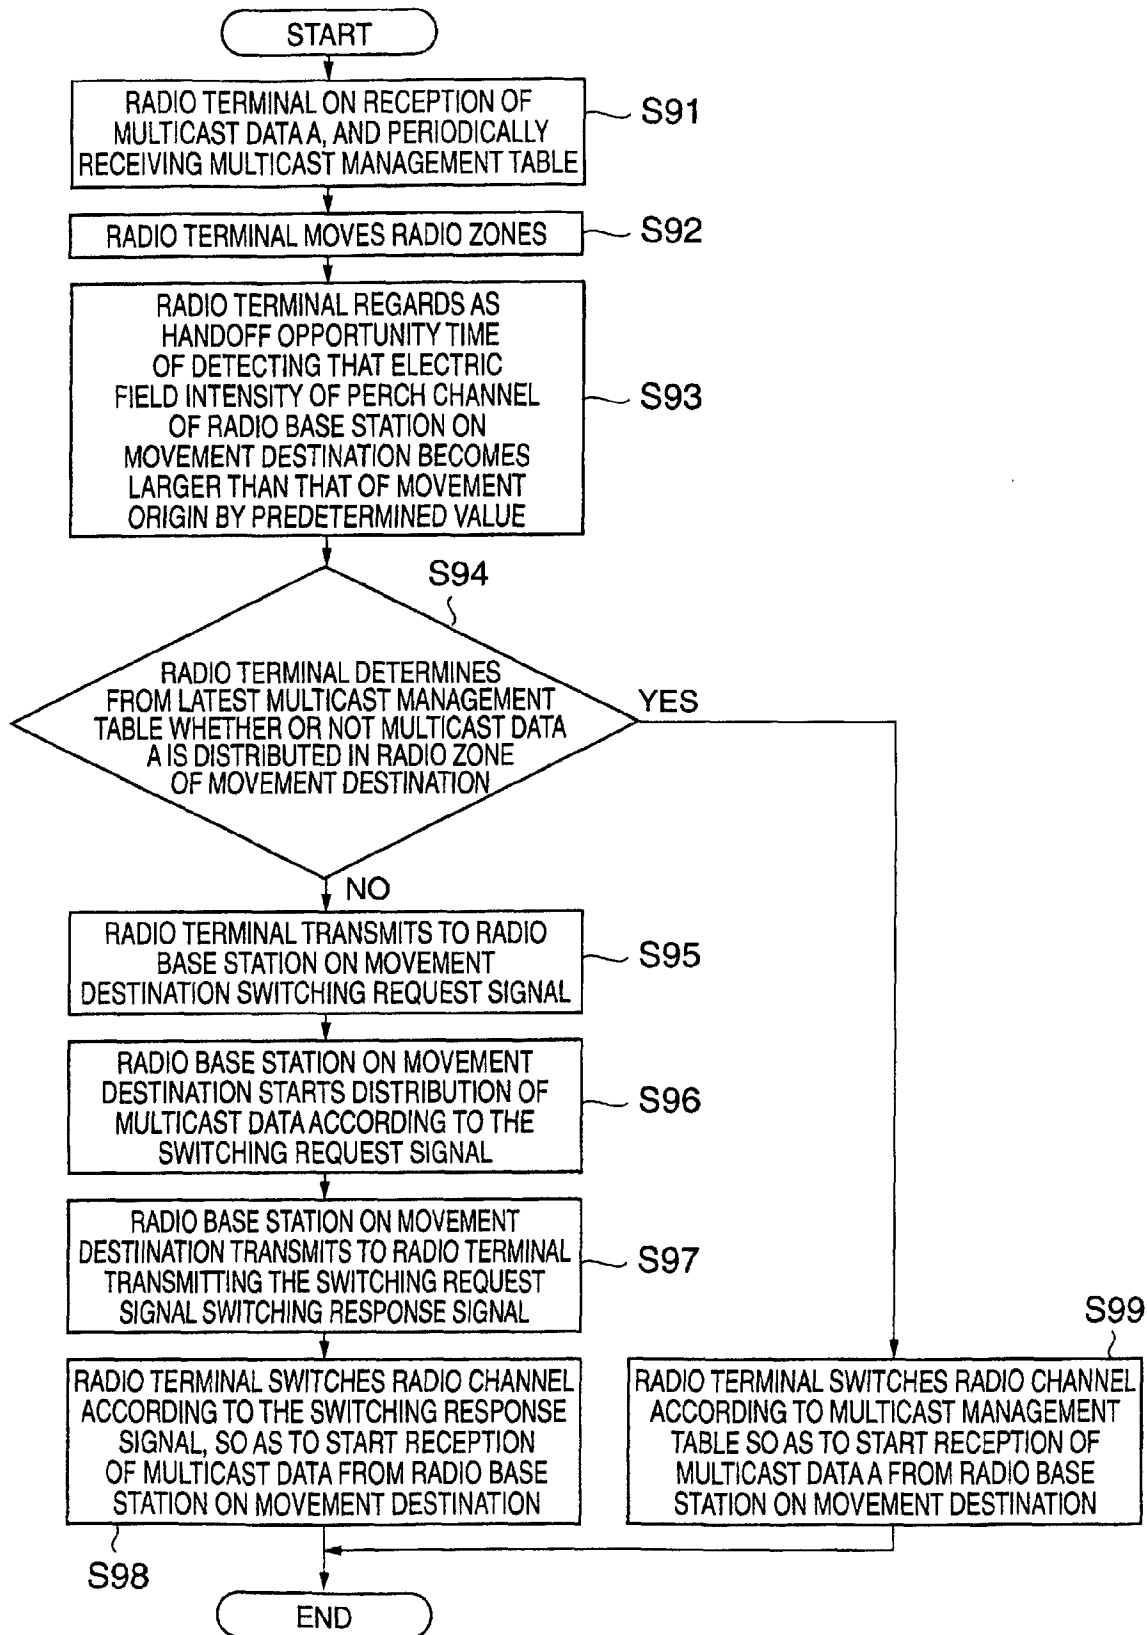 START
RADIO TERMINAL ON RECEPTION OF
MULTICAST DATA A, AND PERIODICALLY
RECEIVING MULTICAST MANAGEMENT TABLE
S91
RADIO TERMINAL MOVES RADIO ZONES
S92
RADIO TERMINAL REGARDS AS
HANDOFF OPPORTUNITY TIME
OF DETECTING THAT ELECTRIC
FIELD INTENSITY OF PERCH CHANNEL
OF RADIO BASE STATION ON
MOVEMENT DESTINATION BECOMES
LARGER THAN THAT OF MOVEMENT
ORIGIN BY PREDETERMINED VALUE
S93
S94
RADIO TERMINAL DETERMINES
FROM LATEST MULTICAST MANAGEMENT
TABLE WHETHER OR NOT MULTICAST DATA
A IS DISTRIBUTED IN RADIO ZONE
OF MOVEMENT DESTINATION
YES
NO
RADIO TERMINAL TRANSMITS TO RADIO
BASE STATION ON MOVEMENT
DESTINATION SWITCHING REQUEST SIGNAL
S95
RADIO BASE STATION ON MOVEMENT
DESTINATION STARTS DISTRIBUTION OF
MULTICAST DATA ACCORDING TO THE
SWITCHING REQUEST SIGNAL
S96
RADIO BASE STATION ON MOVEMENT
DESTIINATION TRANSMITS TO RADIO TERMINAL
TRANSMITTING THE SWITCHING REQUEST
SIGNAL SWITCHING RESPONSE SIGNAL
S97
RADIO TERMINAL SWITCHES RADIO CHANNEL
ACCORDING TO THE SWITCHING RESPONSE
SIGNAL, SO AS TO START RECEPTION
OF MULTICAST DATA FROM RADIO BASE
STATION ON MOVEMENT DESTINATION
S98
S99
RADIO TERMINAL SWITCHES RADIO CHANNEL
ACCORDING TO MULTICAST MANAGEMENT
TABLE SO AS TO START RECEPTION OF
MULTICAST DATA A FROM RADIO BASE
STATION ON MOVEMENT DESTINATION
END